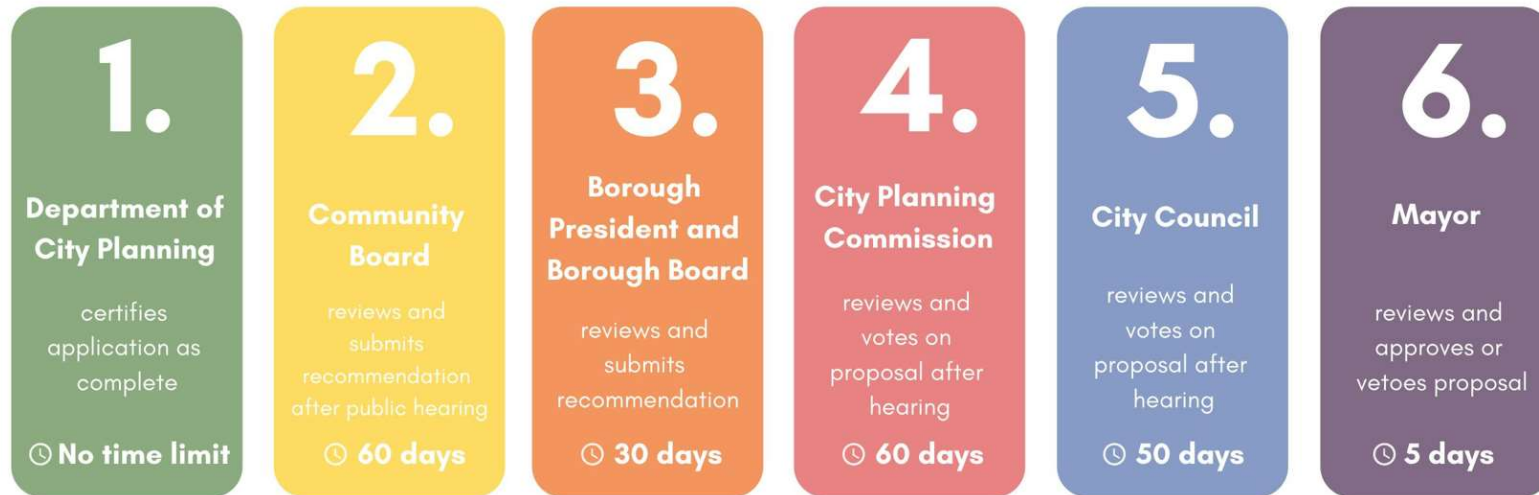 1.
Department of
City Planning
certifies
application as
complete
No time limit
2.
Community
Board
reviews and
submits
recommendation
after public hearing
60 days
3.
Borough
President and
Borough Board
reviews and
submits
recommendation
30 days
4.
City Planning
Commission
reviews and
votes on
proposal after
hearing
60 days
5.
City Council
reviews and
votes on
proposal after
hearing
50 days
6.
Mayor
reviews and
approves or
vetoes proposal
5 days